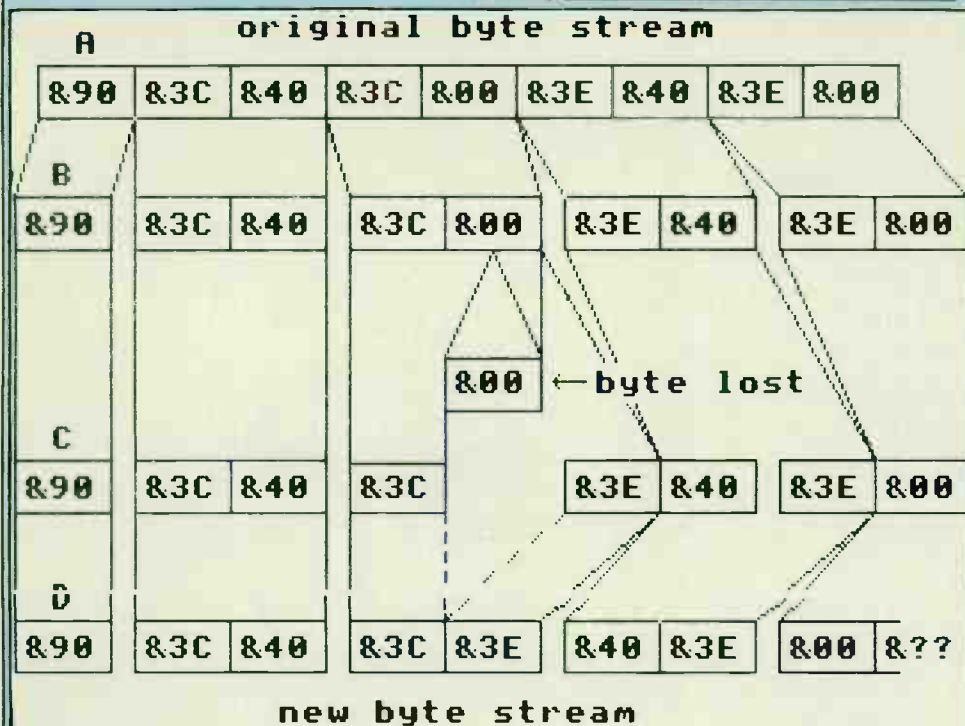 original byte stream
A
&90 &3C &40 &3C &00 &3E &40 &3E &00
B
&90 &3C &40 &3C &00 &3E &40 &3E &00
&00 ←byte lost
C
&90 &3C &40 &3C &3E &40 &3E &00
D
&90 &3C &40 &3C &3E &40 &3E &00 &??
new byte stream